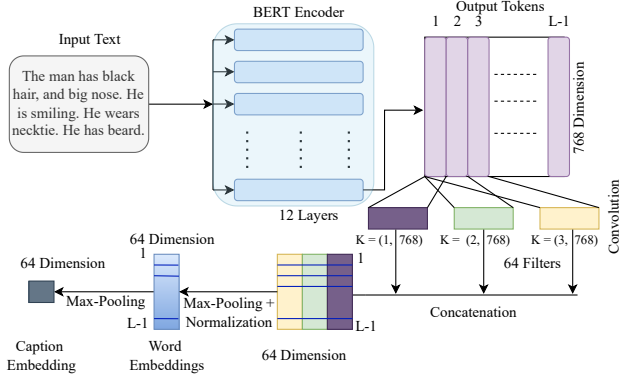 BERT Encoder
Output Tokens
1 2 3 L-1
Input Text
The man has black
hair, and big nose. He
is smiling. He wears
necktie. He has beard.
768 Dimension
12 Layers
Convolution
K = (1, 768) K = (2, 768) K = (3, 768)
64 Filters
Concatenation
64 Dimension
1
L-1
64 Dimension
Max-Pooling +
Normalization
64 Dimension
1
L-1
Word
Embeddings
Max-Pooling
64 Dimension
Caption
Embedding